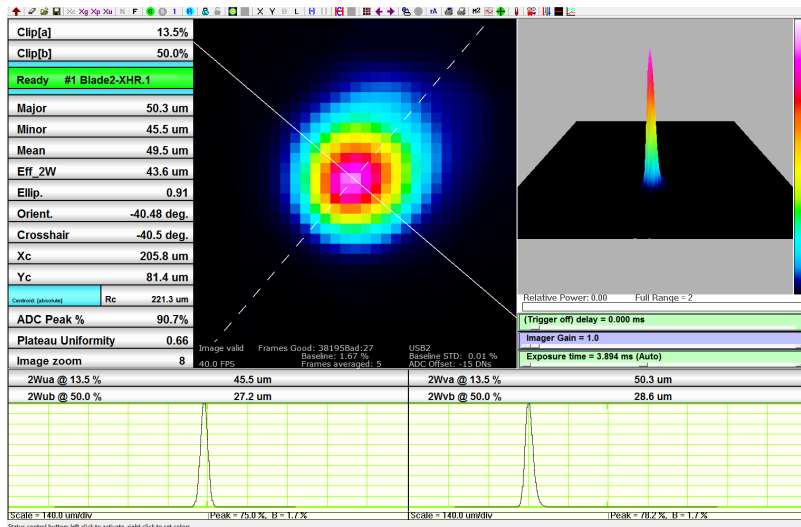 Xc Xg Xp Xu N F G S 1 R X Y B L rA M2
Clip[a] 13.5%
Clip[b] 50.0%
Ready #1 Blade2-XHR.1
Major 50.3 um
Minor 45.5 um
Mean 49.5 um
Eff_2W 43.6 um
Ellip. 0.91
Orient. -40.48 deg.
Crosshair -40.5 deg.
Xc 205.8 um
Yc 81.4 um
Centroid: [absolute] Rc 221.3 um
ADC Peak % 90.7%
Plateau Uniformity 0.66
Image zoom 8
Image valid Frames Good: 38195Bad:27 USB2
Baseline: 1.67 % Baseline STD: 0.01 %
40.0 FPS Frames averaged: 5 ADC Offset: -15 DNs
Relative Power: 0.00 Full Range = 2
(Trigger off) delay = 0.000 ms
Imager Gain = 1.0
Exposure time = 3.894 ms (Auto)
2Wua @ 13.5 % 45.5 um 2Wva @ 13.5 % 50.3 um
2Wub @ 50.0 % 27.2 um 2Wvb @ 50.0 % 28.6 um
Scale = 140.0 um/div Peak = 75.0 %, B = 1.7 % Scale = 140.0 um/div Peak = 78.2 %, B = 1.7 %